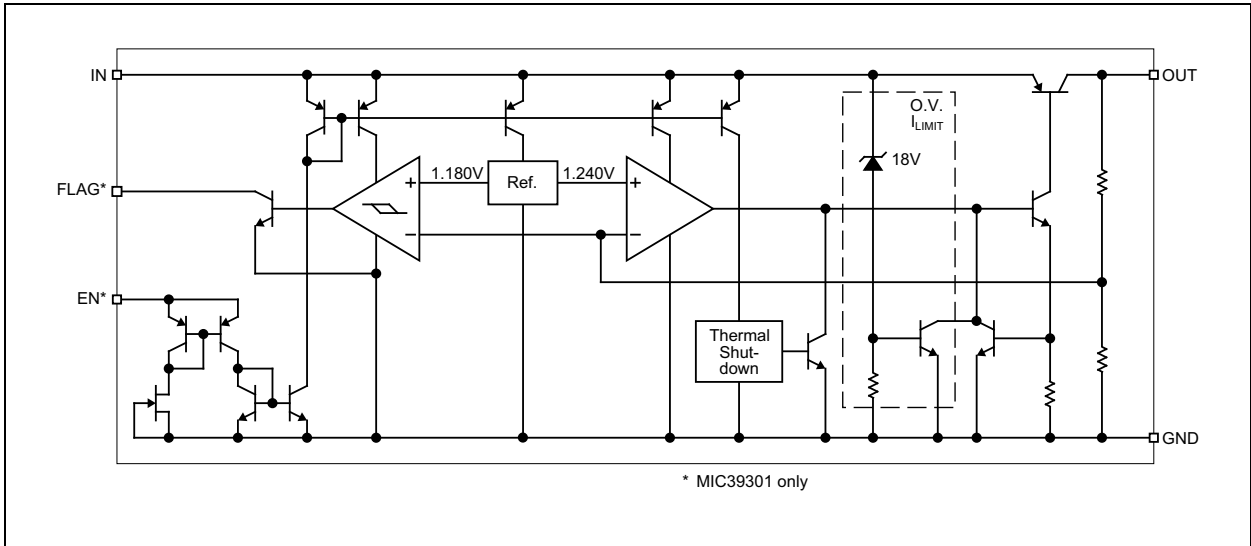 IN
OUT
O.V.
ILIMIT
18V
FLAG*
+
1.180V
Ref.
1.240V
+
−
−
EN*
Thermal
Shut-
down
GND
* MIC39301 only